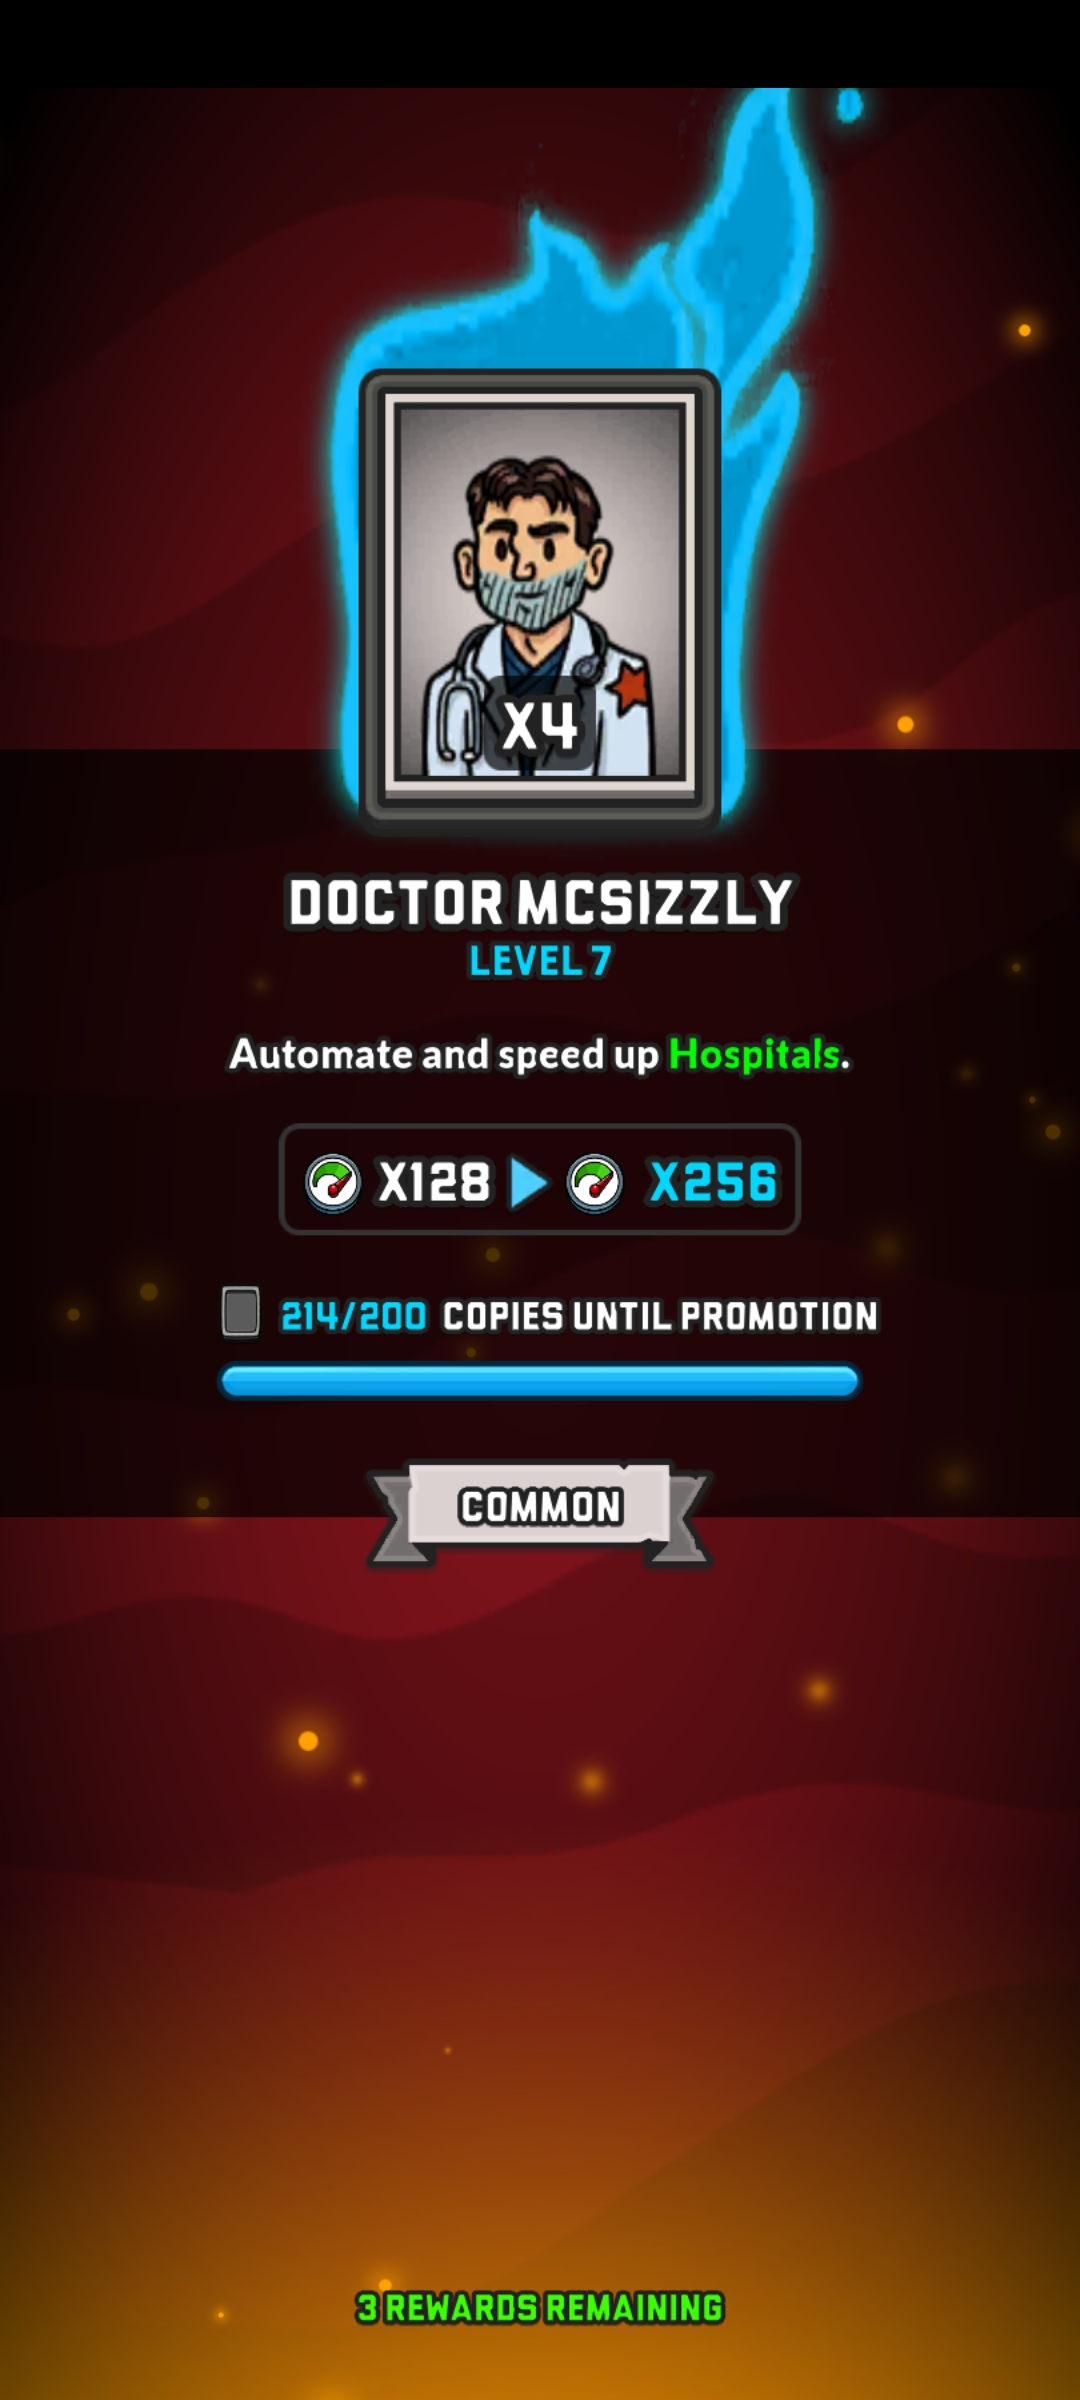 X4
DOCTOR MCSIZZLY
LEVEL 7
Automate and speed up Hospitals.
X128 X256
214/200 COPIES UNTIL PROMOTION
COMMON
3 REWARDS REMAINING